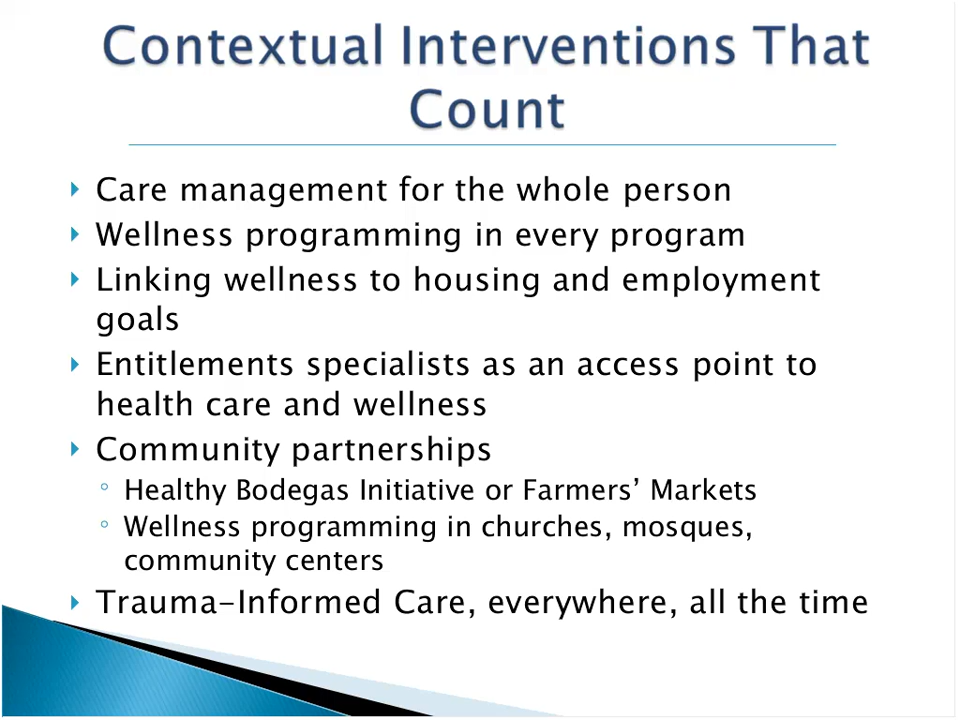 Contextual Interventions That
Count
Care management for the whole person
Wellness programming in every program
Linking wellness to housing and employment
goals
Entitlements specialists as an access point to
health care and wellness
Community partnerships
Healthy Bodegas Initiative or Farmers’ Markets
Wellness programming in churches, mosques,
community centers
Trauma-Informed Care, everywhere, all the time